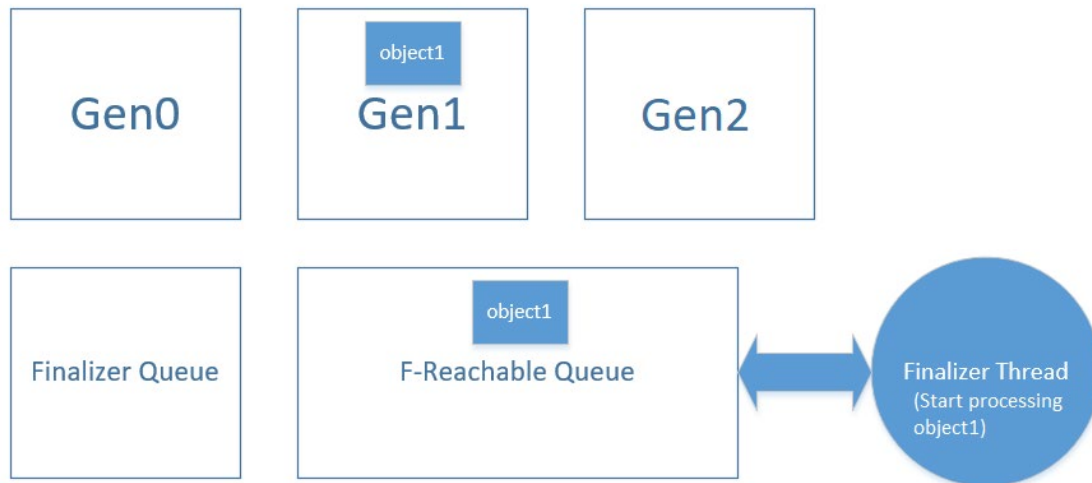 object1
Gen0
Gen1
Gen2
object1
Finalizer Queue
F-Reachable Queue
Finalizer Thread
(Start processing
object1)